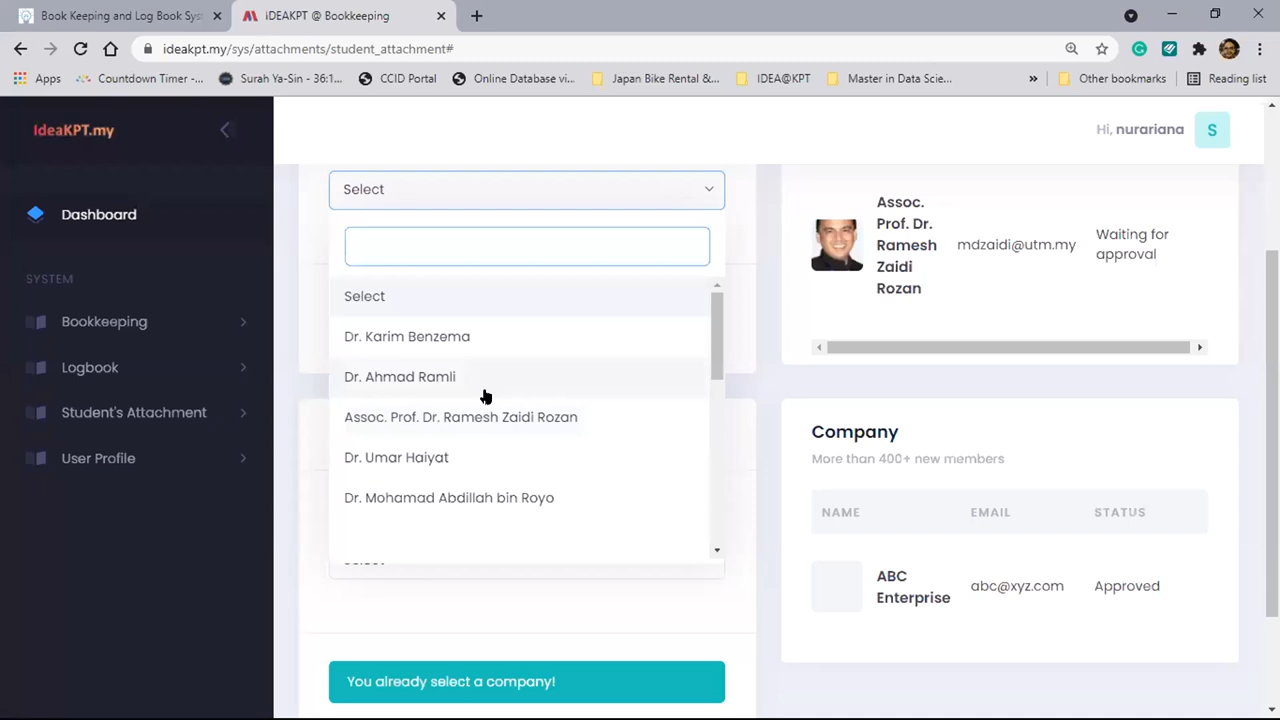 Book Keeping and Log Book Syst
IDEAKPT @ Bookkeeping
ideakpt.my/sys/attachments/student_attachment#
Apps
Countdown Timer -...
Surah Ya-Sin - 36:1...
CCID Portal
Online Database vi...
Japan Bike Rental &...
IDEA@KPT
Master in Data Scie...
»
Other bookmarks
Reading list
IdeaKPT.my
Hi, nurariana
S
Dashboard
SYSTEM
Bookkeeping
Logbook
Student's Attachment
User Profile
Select
Select
Dr. Karim Benzema
Dr. Ahmad Ramli
Assoc. Prof. Dr. Ramesh Zaidi Rozan
Dr. Umar Haiyat
Dr. Mohamad Abdillah bin Royo
Select
You already select a company!
Assoc.
Prof. Dr.
Ramesh
Zaidi
Rozan
mdzaidi@utm.my
Waiting for
approval
Company
More than 400+ new members
NAME EMAIL STATUS
ABC
Enterprise
abc@xyz.com
Approved